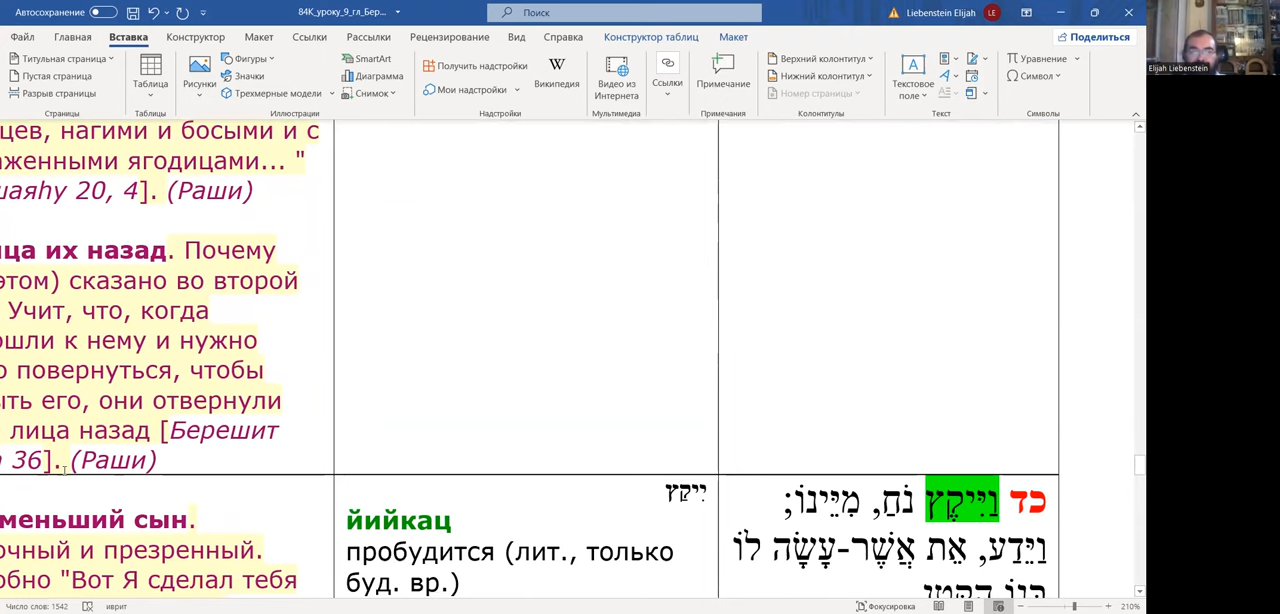 Автосохранение
84K_уроку_9_гл_Бер...
Поиск
Liebenstein Elijah
LE
Файл
Главная
Вставка
Конструктор
Макет
Ссылки
Рассылки
Рецензирование
Вид
Справка
Конструктор таблиц
Макет
Поделиться
Титульная страница
Пустая страница
Разрыв страницы
Страницы
Таблица
Таблицы
Рисунки
Фигуры
Значки
Трехмерные модели
SmartArt
Диаграмма
Снимок
Иллюстрации
Получить надстройки
Мои надстройки
Википедия
Надстройки
Видео из
Интернета
Мультимедиа
Ссылки
Примечание
Примечания
Верхний колонтитул
Нижний колонтитул
Номер страницы
Колонтитулы
Текстовое
поле
Текст
Уравнение
Символ
Символы
Elijah Liebenstein
цев, нагими и босыми и с
аженными ягодицами... "
20, 4]. (Раши)
ца их назад. Почему
этом) сказано во второй
Учит, что, когда
ошли к нему и нужно
о повернуться, чтобы
ыть его, они отвернули
лица назад [Берешит
36]. (Раши)
меньший сын.
очный и презренный.
обно "Вот Я сделал тебя
יִיקַץ
йийкац
пробудится (лит., только
буд. вр.)
כד וַיִּיקֶץ נֹחַ, מִיֵּינוֹ;
וַיֵּדַע, אֵת אֲשֶׁר-עָשָׂה לוֹ
בְּנוֹ הַקָּטָן
Число слов: 1542
иврит
Фокусировка
210%